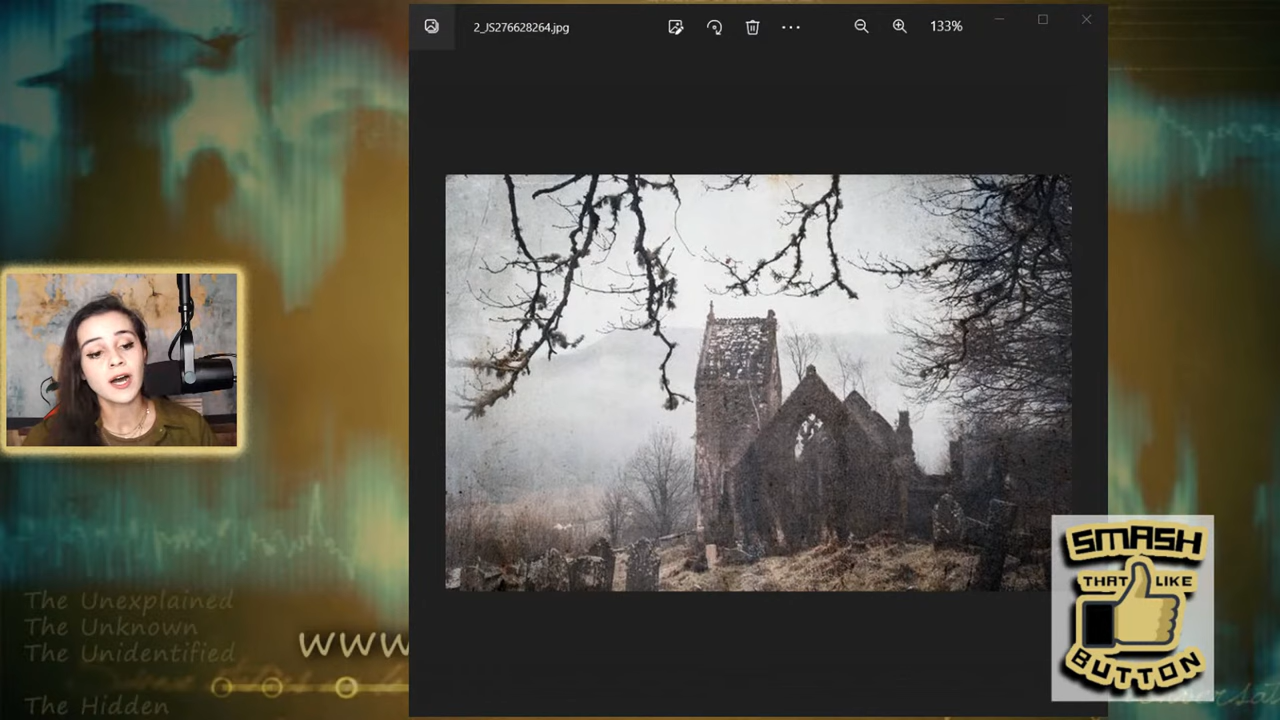 2_JS276628264.jpg
133%
The Unexplained
The Unknown
The Unidentified
The Hidden
www
SMASH
THAT LIKE
BUTTON